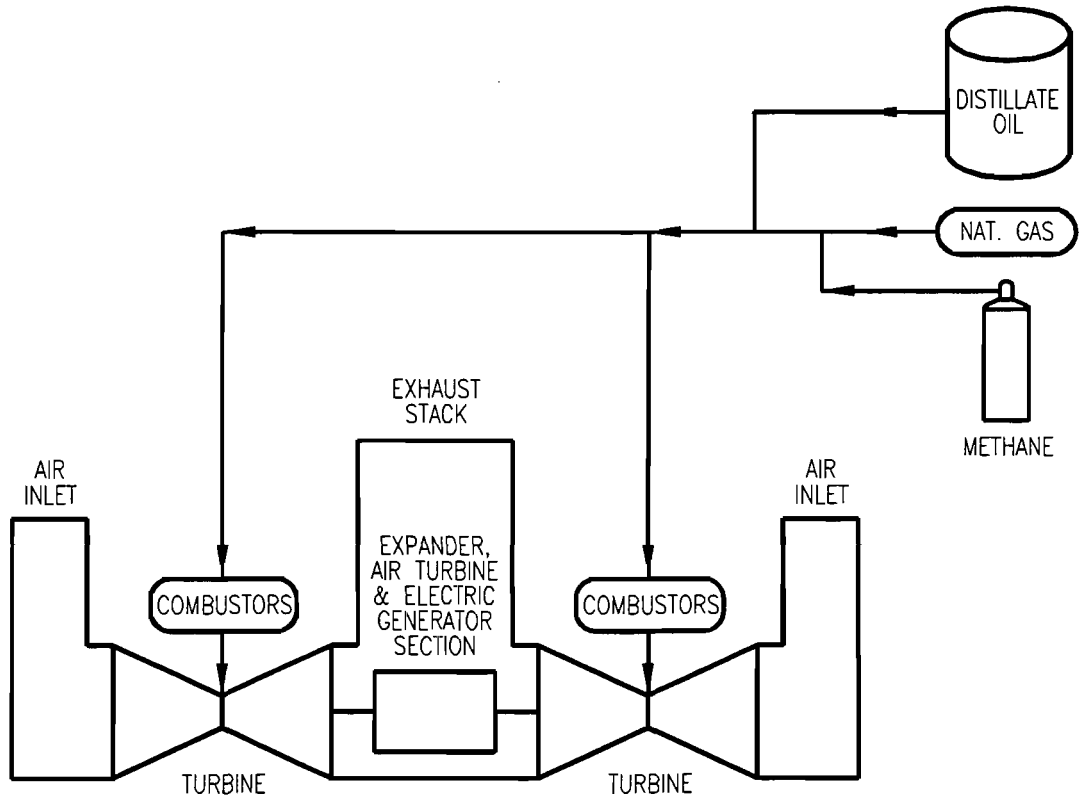 DISTILLATE
OIL
NAT. GAS
METHANE
EXHAUST
STACK
AIR
INLET
AIR
INLET
EXPANDER,
AIR TURBINE
& ELECTRIC
GENERATOR
SECTION
COMBUSTORS
COMBUSTORS
TURBINE
TURBINE